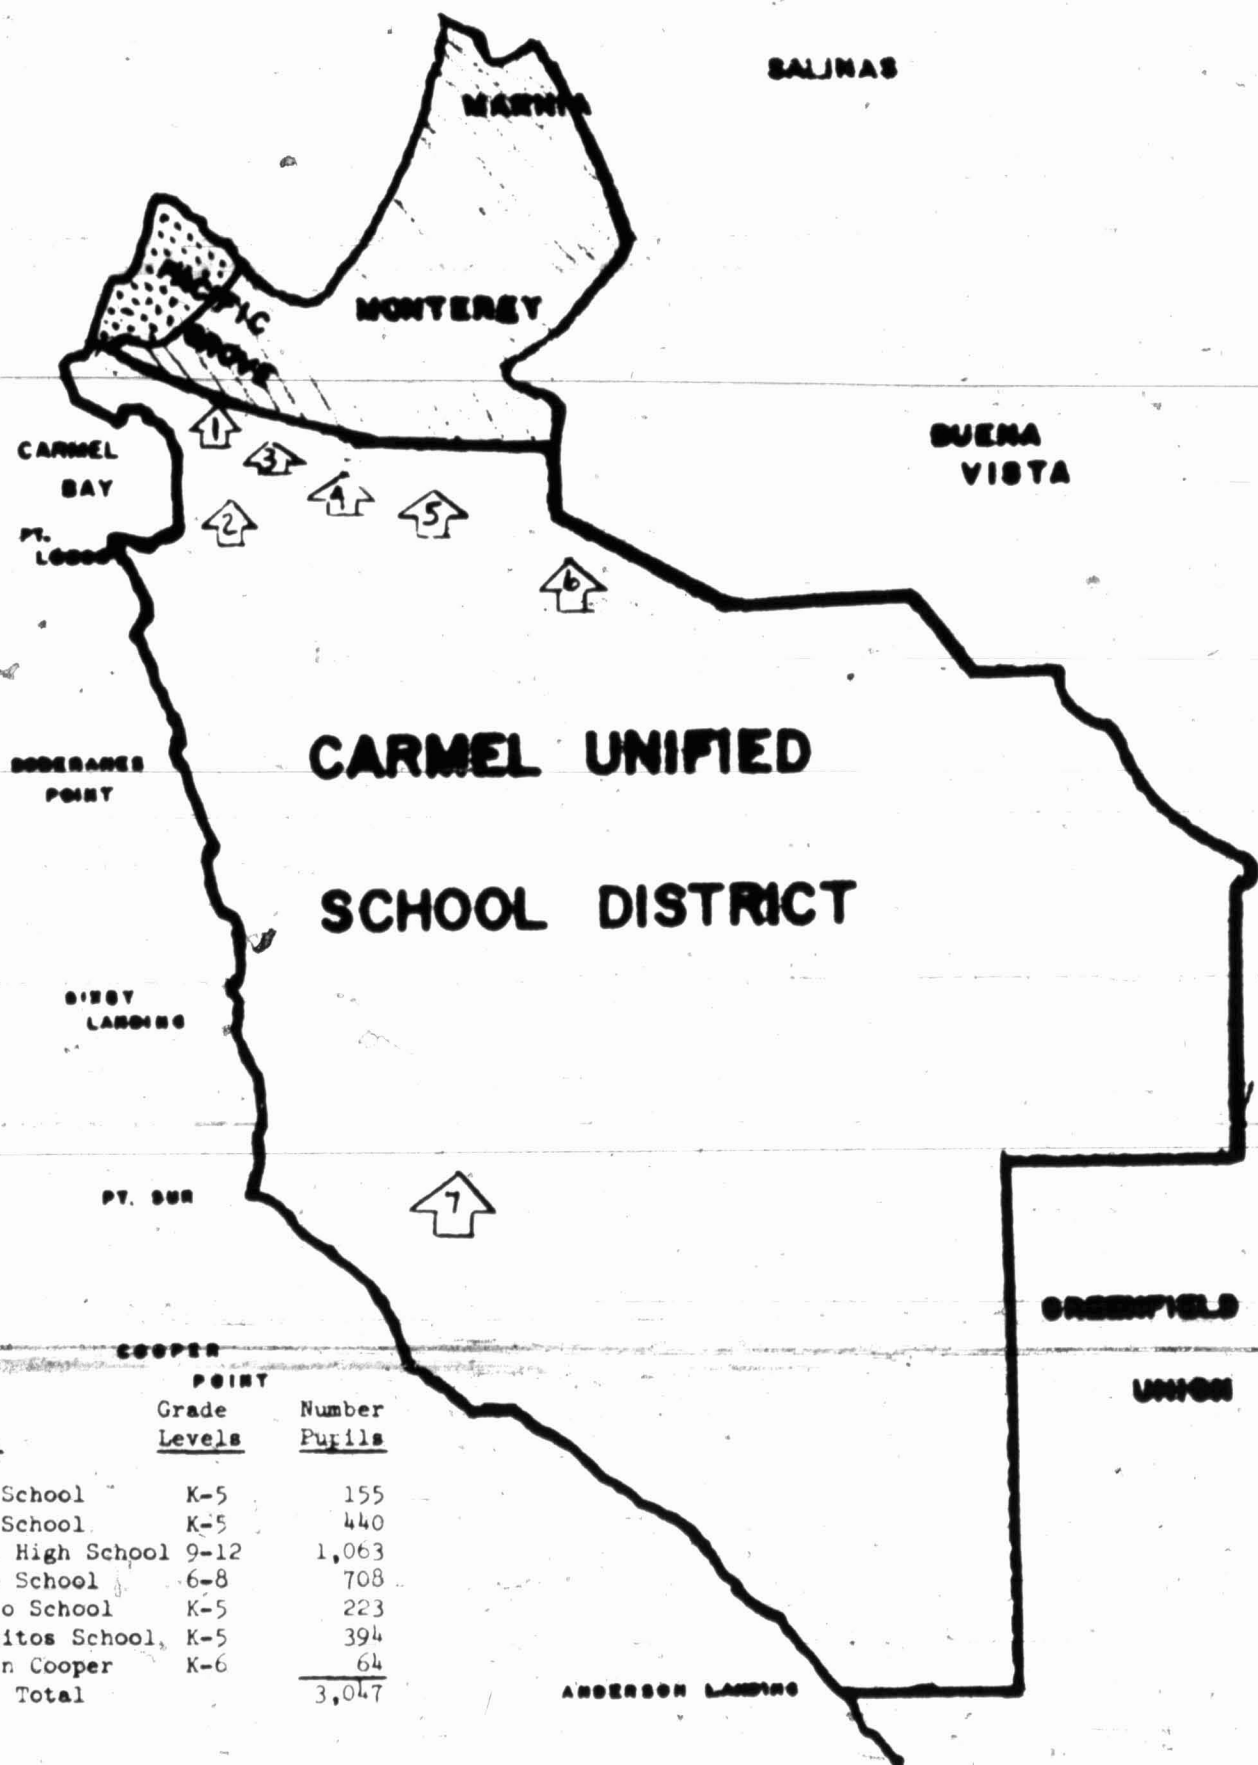 SALINAS
MARINA
PACIFIC
GROVE
MONTEREY
BUENA
VISTA
CARMEL
BAY
1
3
4
2
5
PT.
LOBOS
6
CARMEL UNIFIED
POINT
SCHOOL DISTRICT
LANDING
PT. SUR
7
GREENFIELD
UNION
COOPER
POINT
Grade Number
Levels Pupils
School K-5 155
School K-5 440
High School 9-12 1,063
School 6-8 708
o School K-5 223
itos School, K-5 394
n Cooper K-6 64
Total 3,047
ANDERSON LANDING